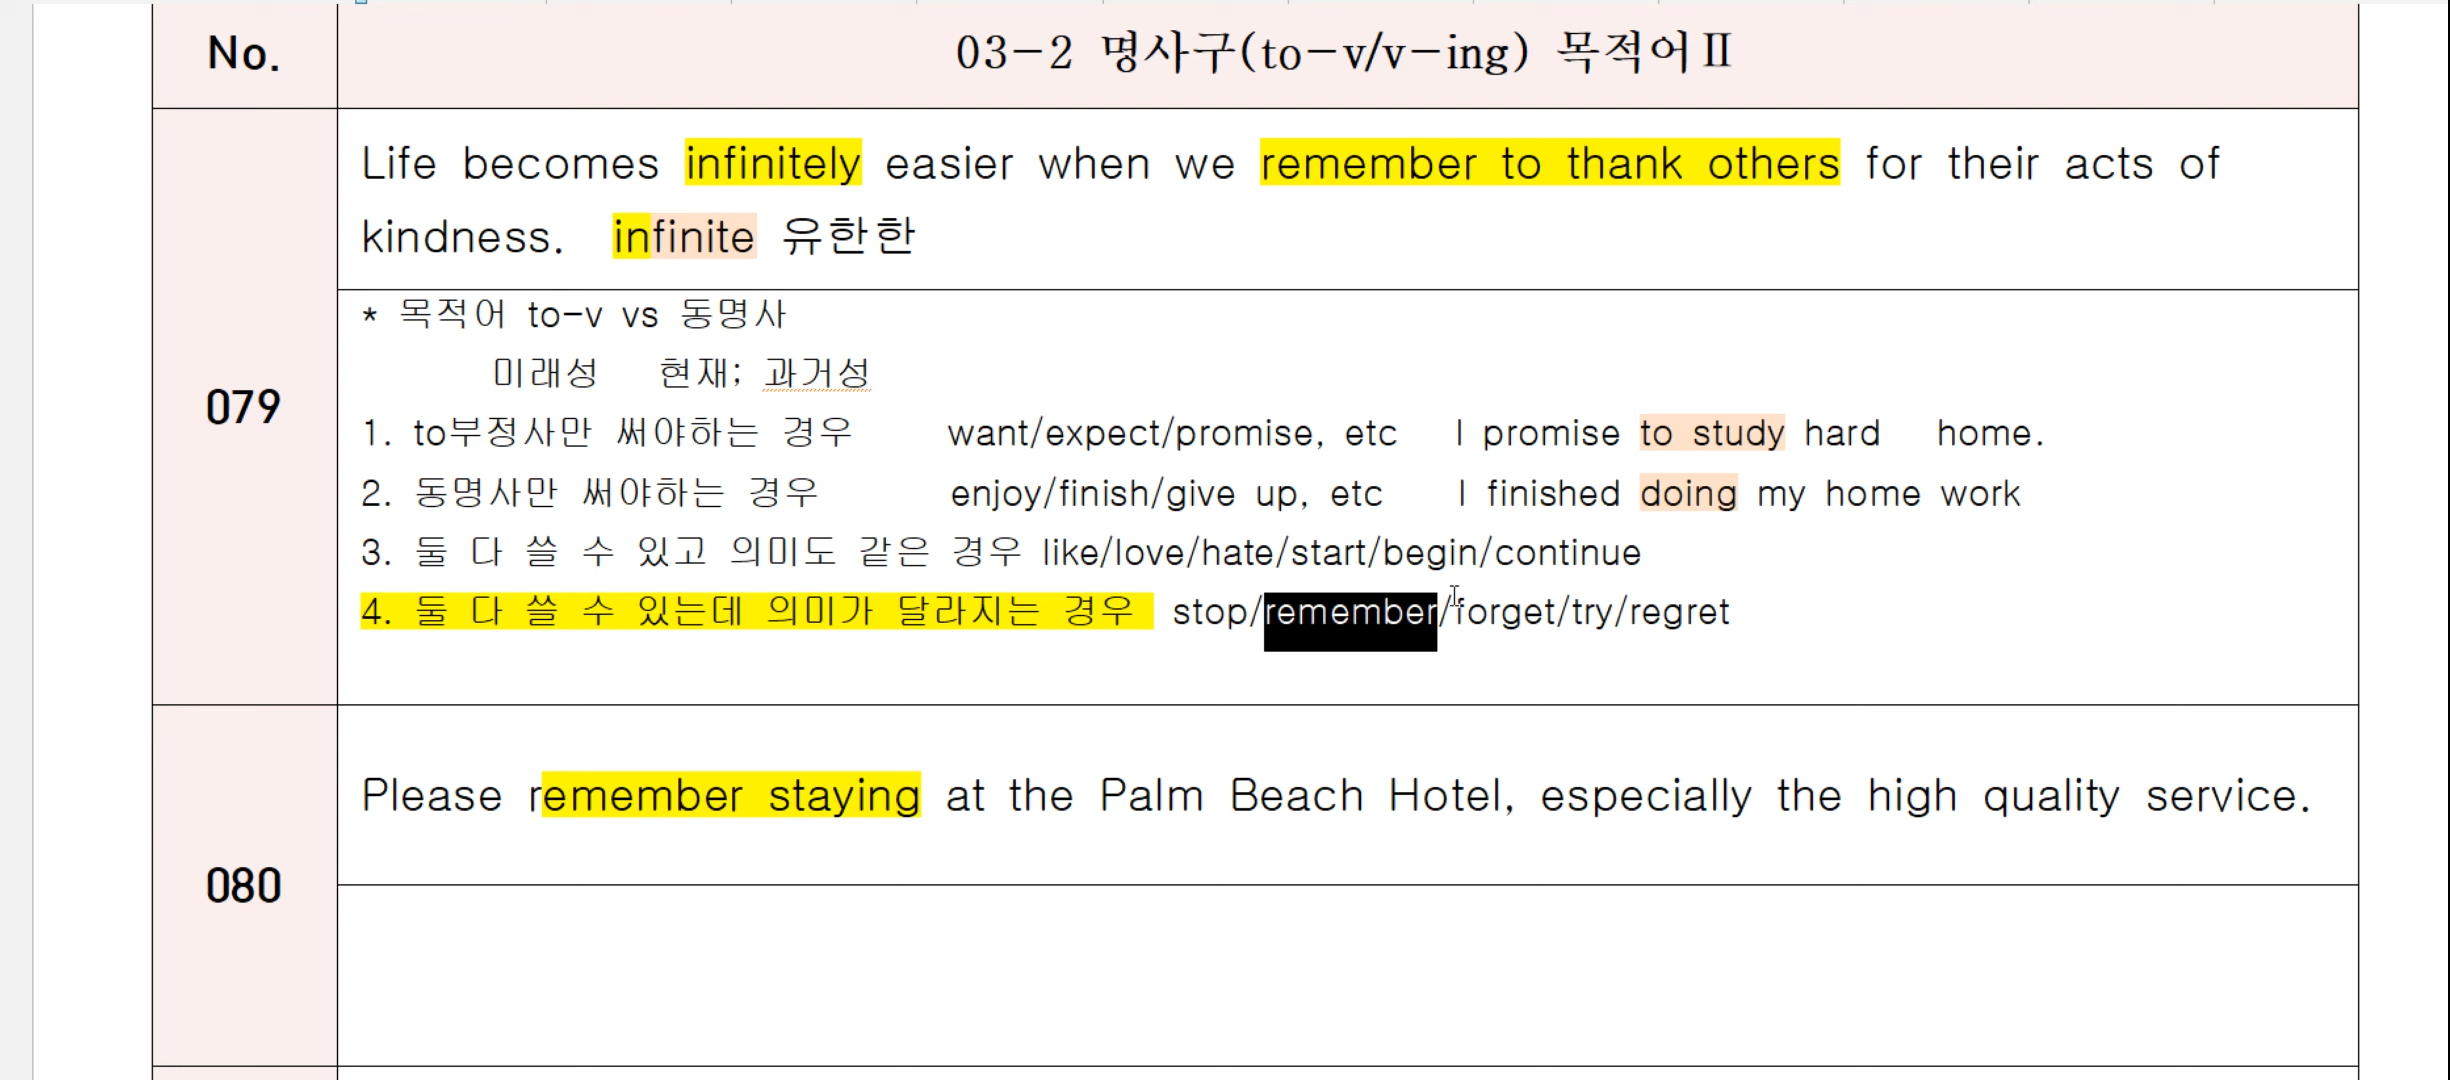 No.
03-2 명사구(to-v/v-ing) 목적어Ⅱ
079
Life becomes infinitely easier when we remember to thank others for their acts of
kindness. infinite 유한한
* 목적어 to-v vs 동명사
미래성 현재; 과거성
1. to부정사만 써야하는 경우 want/expect/promise, etc I promise to study hard home.
2. 동명사만 써야하는 경우 enjoy/finish/give up, etc I finished doing my home work
3. 둘 다 쓸 수 있고 의미도 같은 경우 like/love/hate/start/begin/continue
4. 둘 다 쓸 수 있는데 의미가 달라지는 경우 stop/remember/forget/try/regret
080
Please remember staying at the Palm Beach Hotel, especially the high quality service.